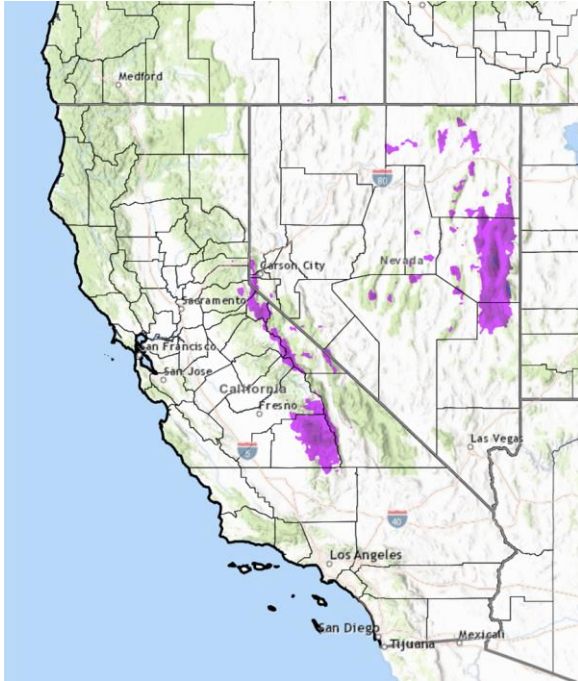 Medford
80
Carson City
Nevada
Sacramento
San Francisco
San Jose
California
Fresno
5
Las Vegas
40
Los Angeles
San Diego
Tijuana
Mexicali